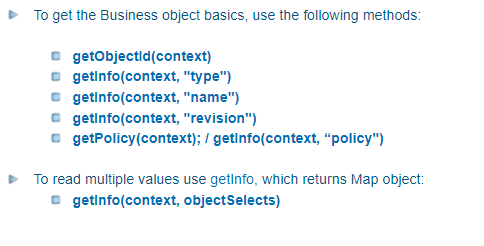 To get the Business object basics, use the following methods:
getObjectId(context)
getInfo(context, "type")
getInfo(context, "name")
getInfo(context, "revision")
getPolicy(context); / getInfo(context, “policy")
To read multiple values use getInfo, which returns Map object:
getInfo(context, objectSelects)